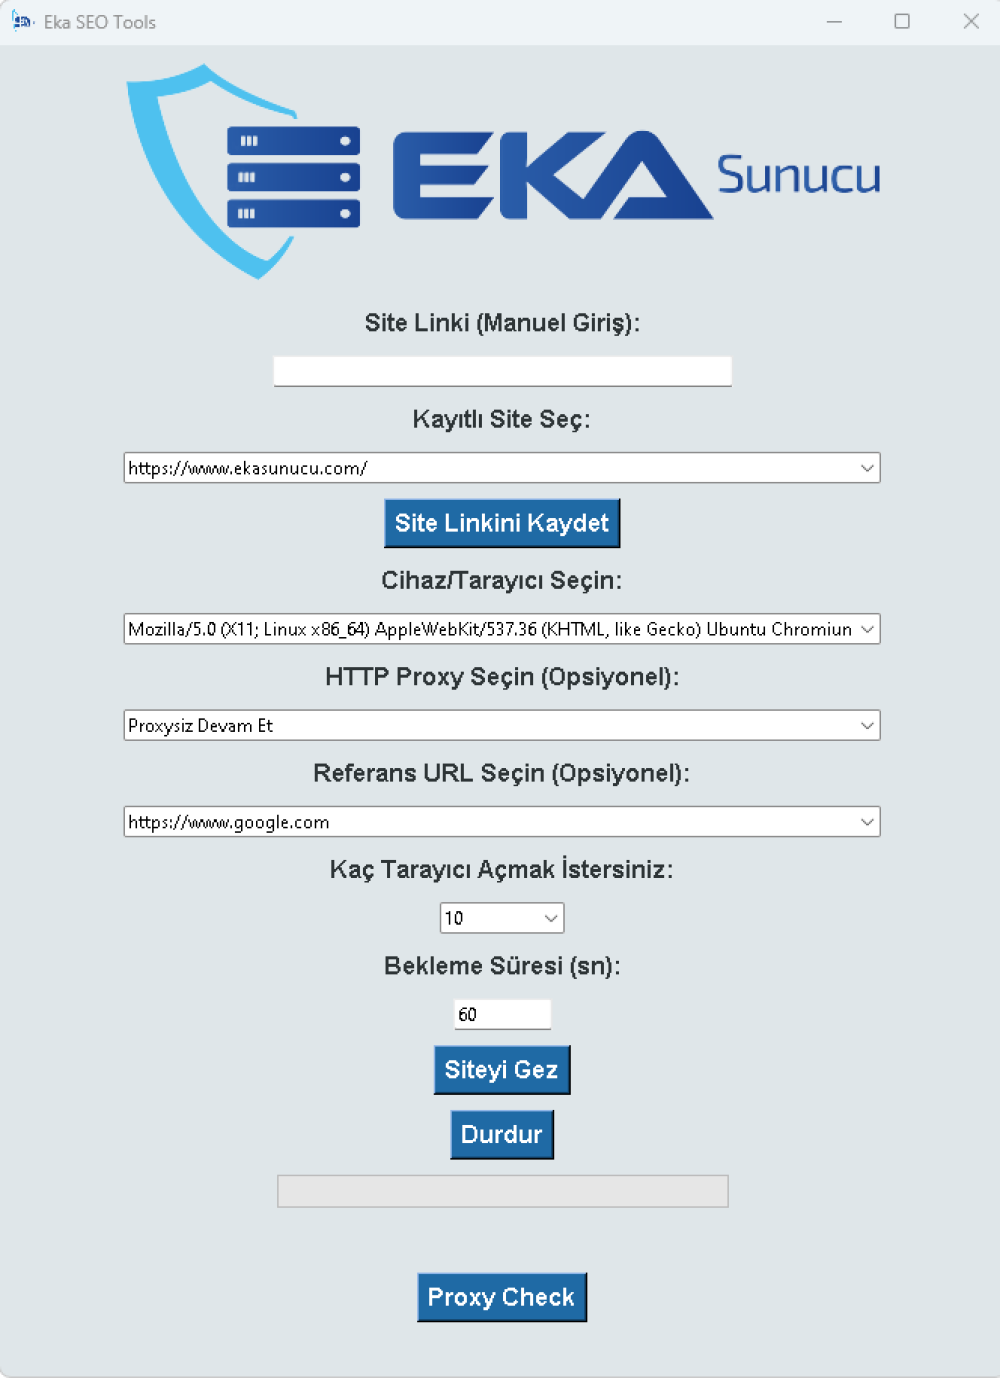 Eka SEO Tools
EKA Sunucu
Site Linki (Manuel Giriş):
Kayıtlı Site Seç:
https://www.ekasunucu.com/
Site Linkini Kaydet
Cihaz/Tarayıcı Seçin:
Mozilla/5.0 (X11; Linux x86_64) AppleWebKit/537.36 (KHTML, like Gecko) Ubuntu Chromiun
HTTP Proxy Seçin (Opsiyonel):
Proxysiz Devam Et
Referans URL Seçin (Opsiyonel):
https://www.google.com
Kaç Tarayıcı Açmak İstersiniz:
10
Bekleme Süresi (sn):
60
Siteyi Gez
Durdur
Proxy Check